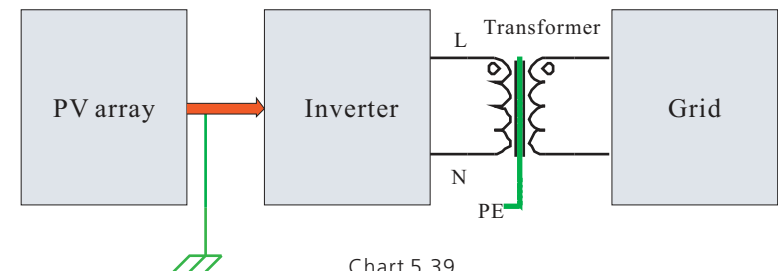 Transformer
L
PV array
Inverter
Grid
N
PE
Chart 5.39